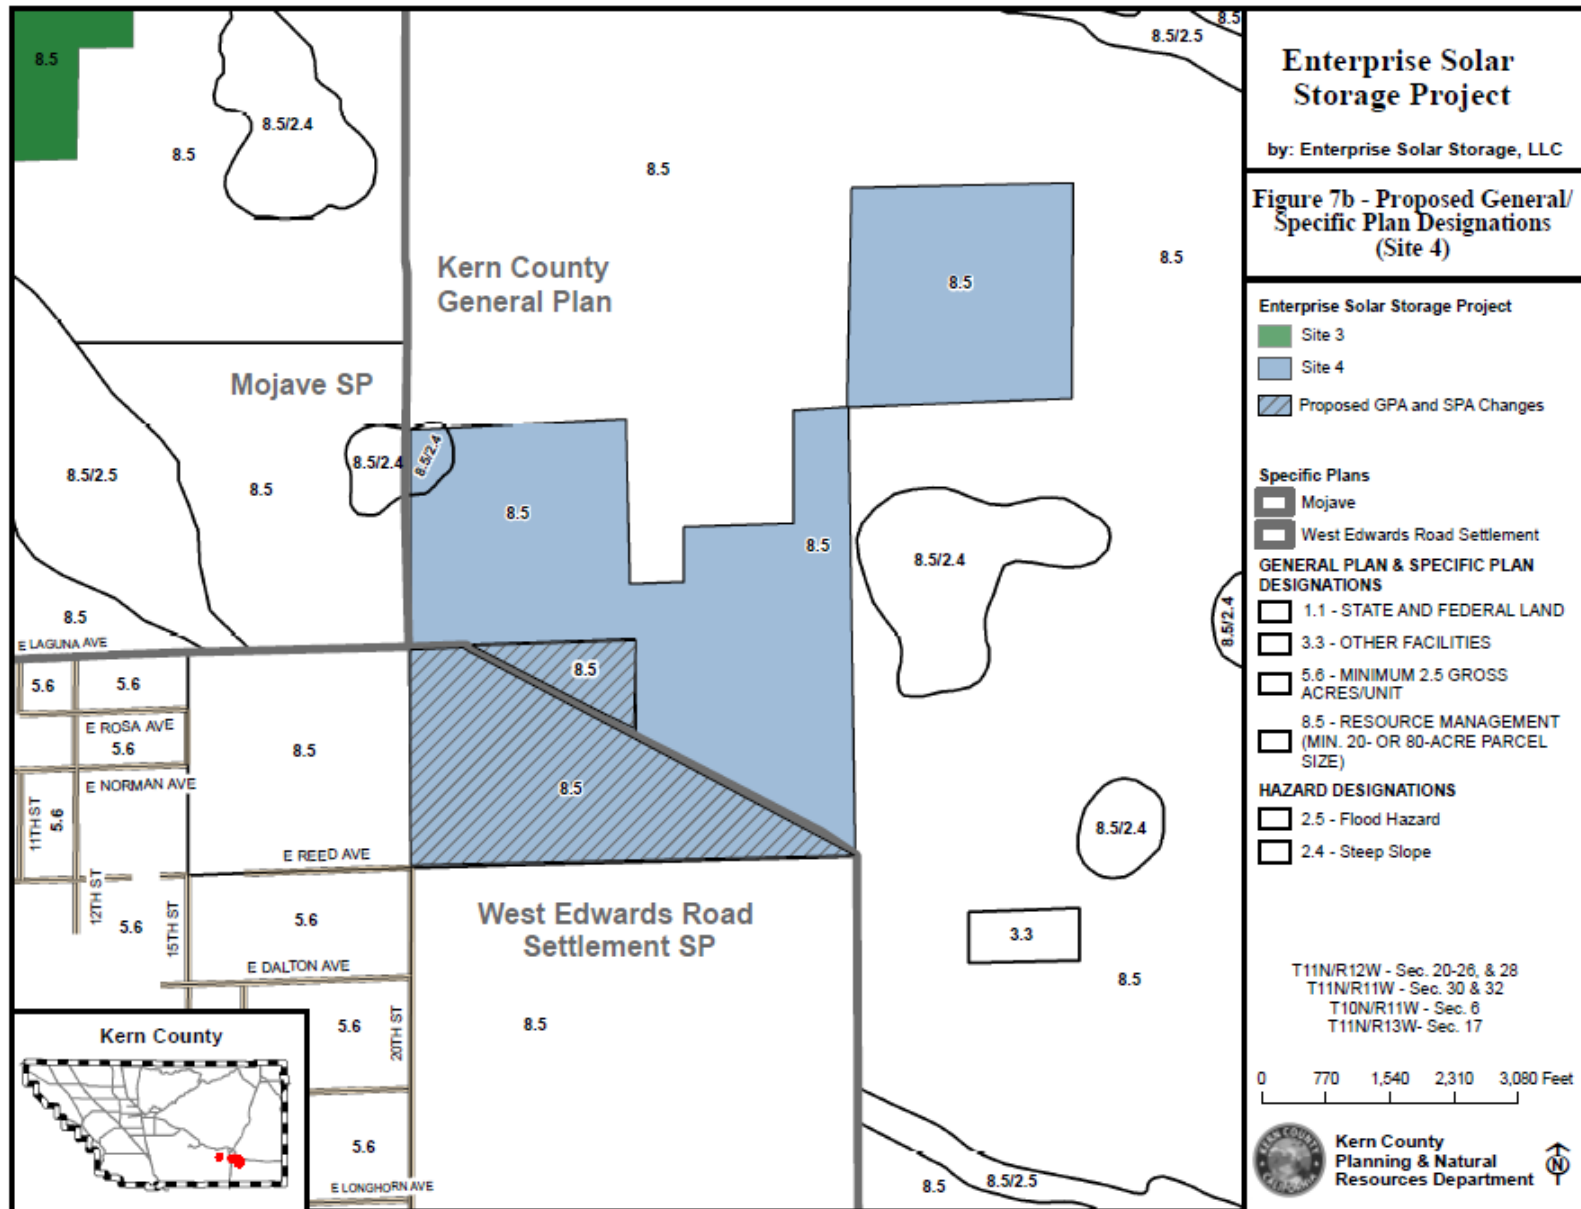 8.5
8.5/2.5
8.5
8.5/2.4
8.5
8.5
8.5
8.5
Kern County
General Plan
Mojave SP
8.5/2.4
8.5/2.4
8.5/2.5
8.5
8.5
8.5
8.5/2.4
8.5/2.4
8.5
E LAGUNA AVE
5.6
5.6
8.5
E ROSA AVE
5.6
8.5
E NORMAN AVE
8.5
11TH ST
5.6
8.5/2.4
E REED AVE
12TH ST
5.6
15TH ST
5.6
West Edwards Road
Settlement SP
3.3
E DALTON AVE
8.5
5.6
20TH ST
8.5
5.6
E LONGHORN AVE
8.5
8.5/2.5
Kern County
Enterprise Solar
Storage Project
by: Enterprise Solar Storage, LLC
Figure 7b - Proposed General/
Specific Plan Designations
(Site 4)
Enterprise Solar Storage Project
Site 3
Site 4
Proposed GPA and SPA Changes
Specific Plans
Mojave
West Edwards Road Settlement
GENERAL PLAN & SPECIFIC PLAN
DESIGNATIONS
1.1 - STATE AND FEDERAL LAND
3.3 - OTHER FACILITIES
5.6 - MINIMUM 2.5 GROSS
ACRES/UNIT
8.5 - RESOURCE MANAGEMENT
(MIN. 20- OR 80-ACRE PARCEL
SIZE)
HAZARD DESIGNATIONS
2.5 - Flood Hazard
2.4 - Steep Slope
T11N/R12W - Sec. 20-26, & 28
T11N/R11W - Sec. 30 & 32
T10N/R11W - Sec. 6
T11N/R13W- Sec. 17
0 770 1,540 2,310 3,080 Feet
KERN COUNTY
CALIFORNIA
Kern County
Planning & Natural
Resources Department
N